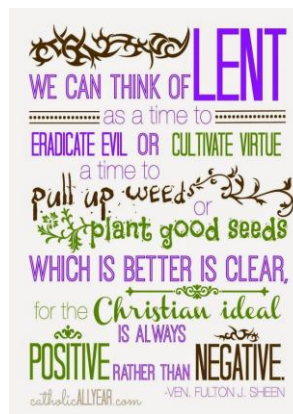 WE CAN THINK OF LENT
as a time to
ERADICATE EVIL OR CULTIVATE VIRTUE
a time to
pull up weeds
or
plant good seeds
WHICH IS BETTER IS CLEAR,
for the Christian ideal
IS ALWAYS
POSITIVE RATHER THAN NEGATIVE.
-VEN. FULTON J. SHEEN
catholicALLYEAR.com